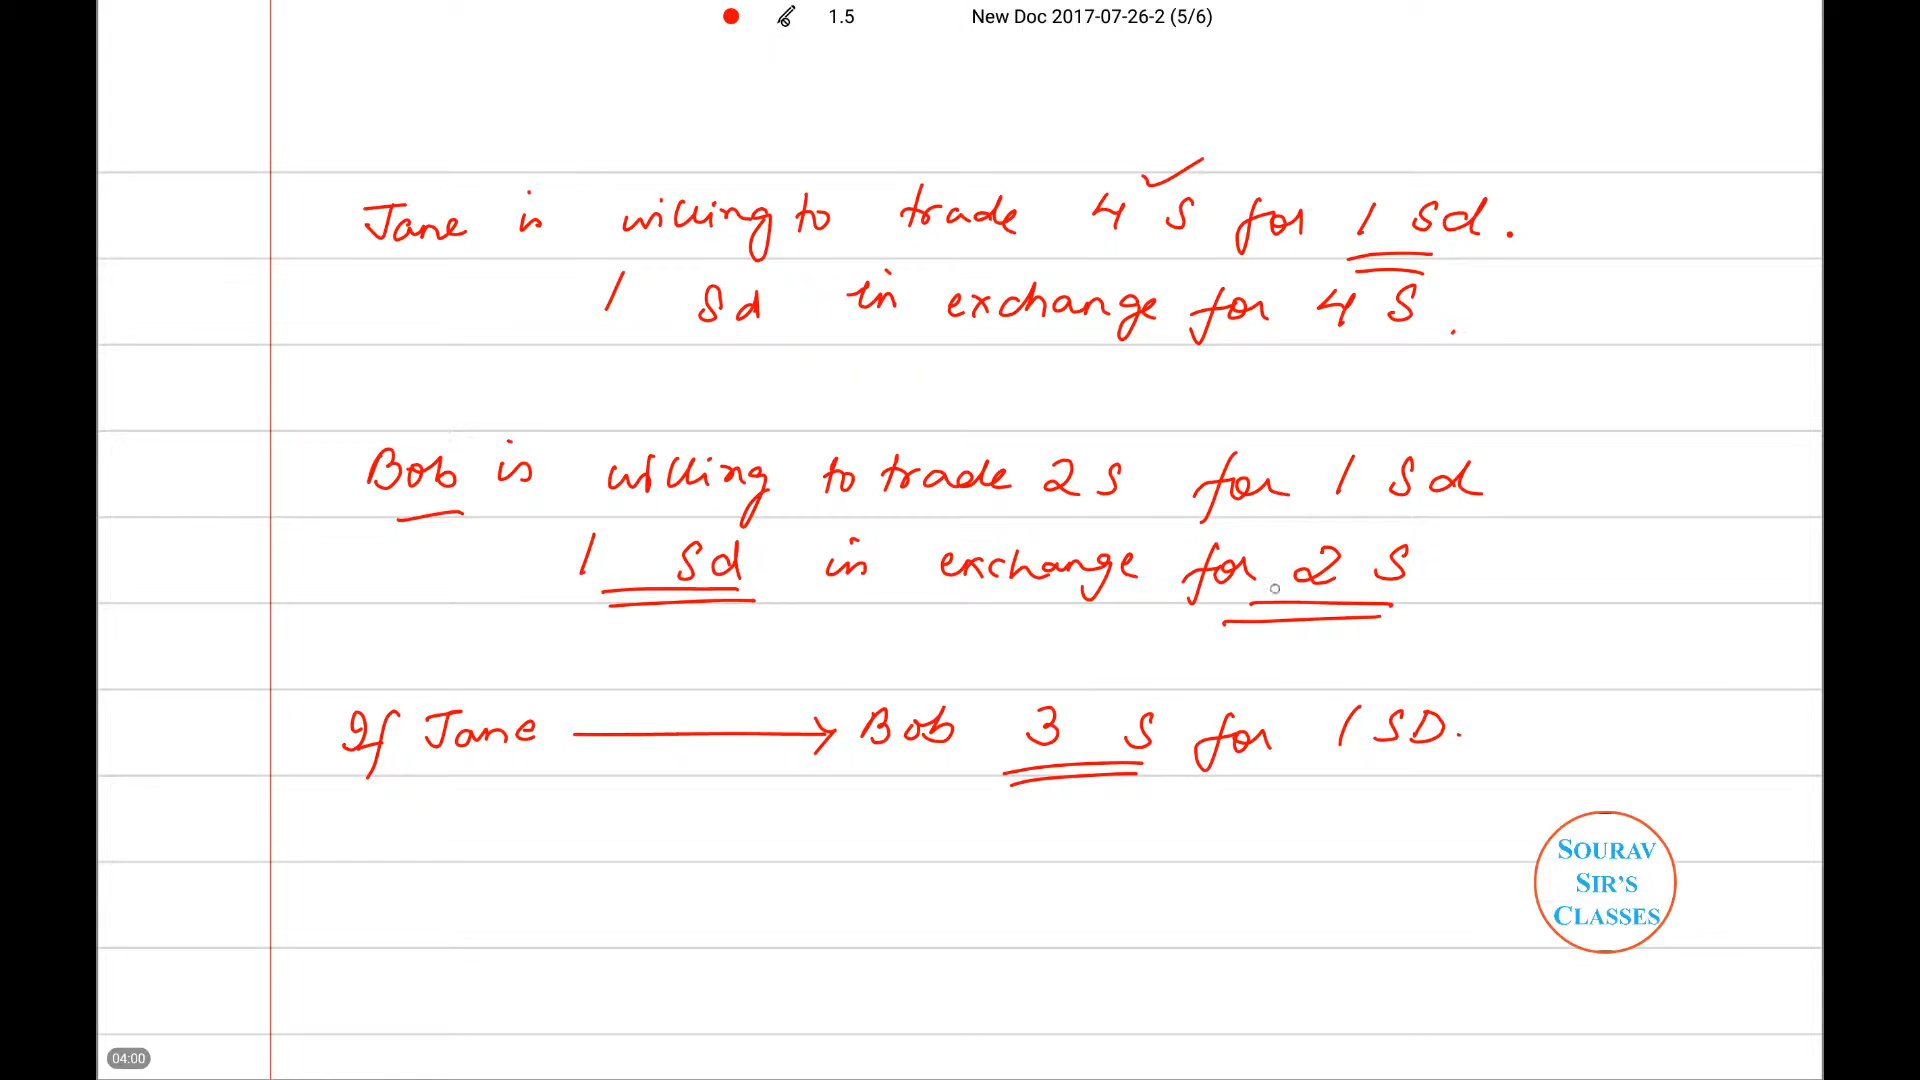 1.5 New Doc 2017-07-26-2 (5/6)
Jane is willing to trade 4 S for 1 Sd.
1 Sd in exchange for 4 S.
Bob is willing to trade 2 S for 1 Sd
1 Sd in exchange for 2 S
If Jane → Bob 3 S for 1 SD.
SOURAV
SIR'S
CLASSES
04:00